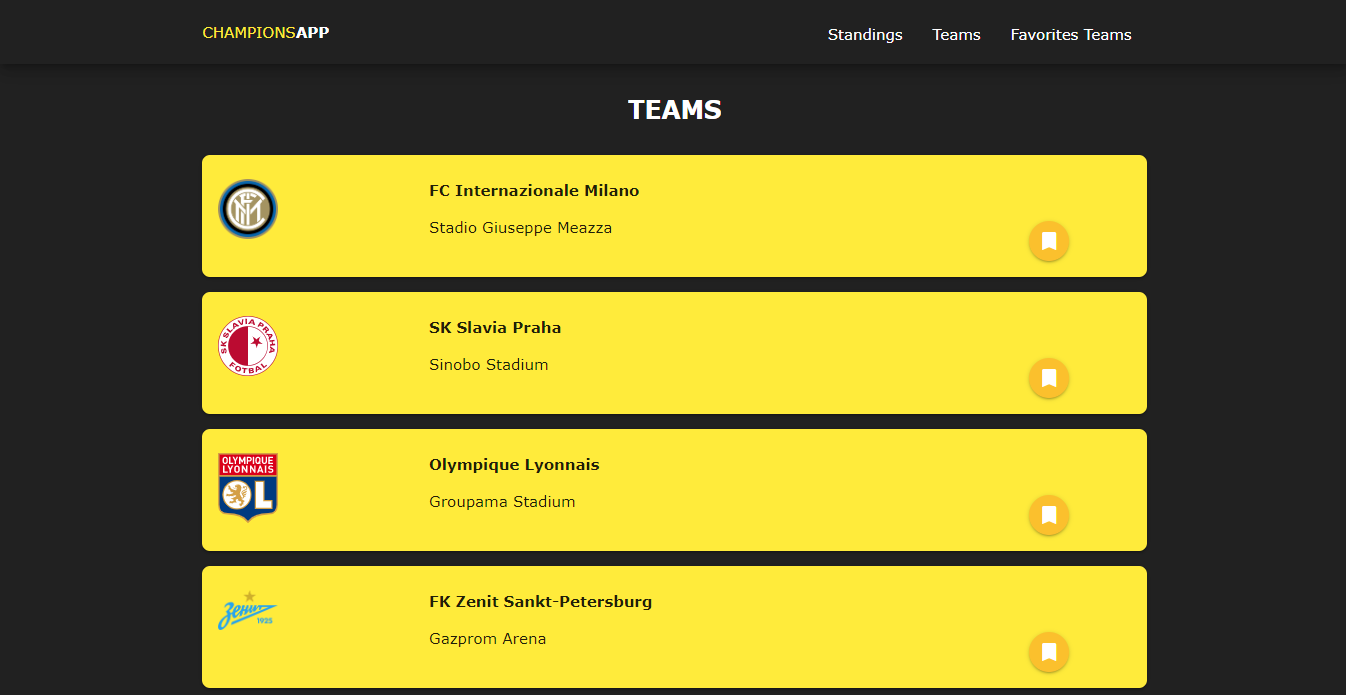 CHAMPIONSAPP
Standings Teams Favorites Teams
TEAMS
FC Internazionale Milano
Stadio Giuseppe Meazza
SK SLAVIA PRAHA
FOTBAL
SK Slavia Praha
Sinobo Stadium
OLYMPIQUE
LYONNAIS
OL
Olympique Lyonnais
Groupama Stadium
Зенит
1925
FK Zenit Sankt-Petersburg
Gazprom Arena